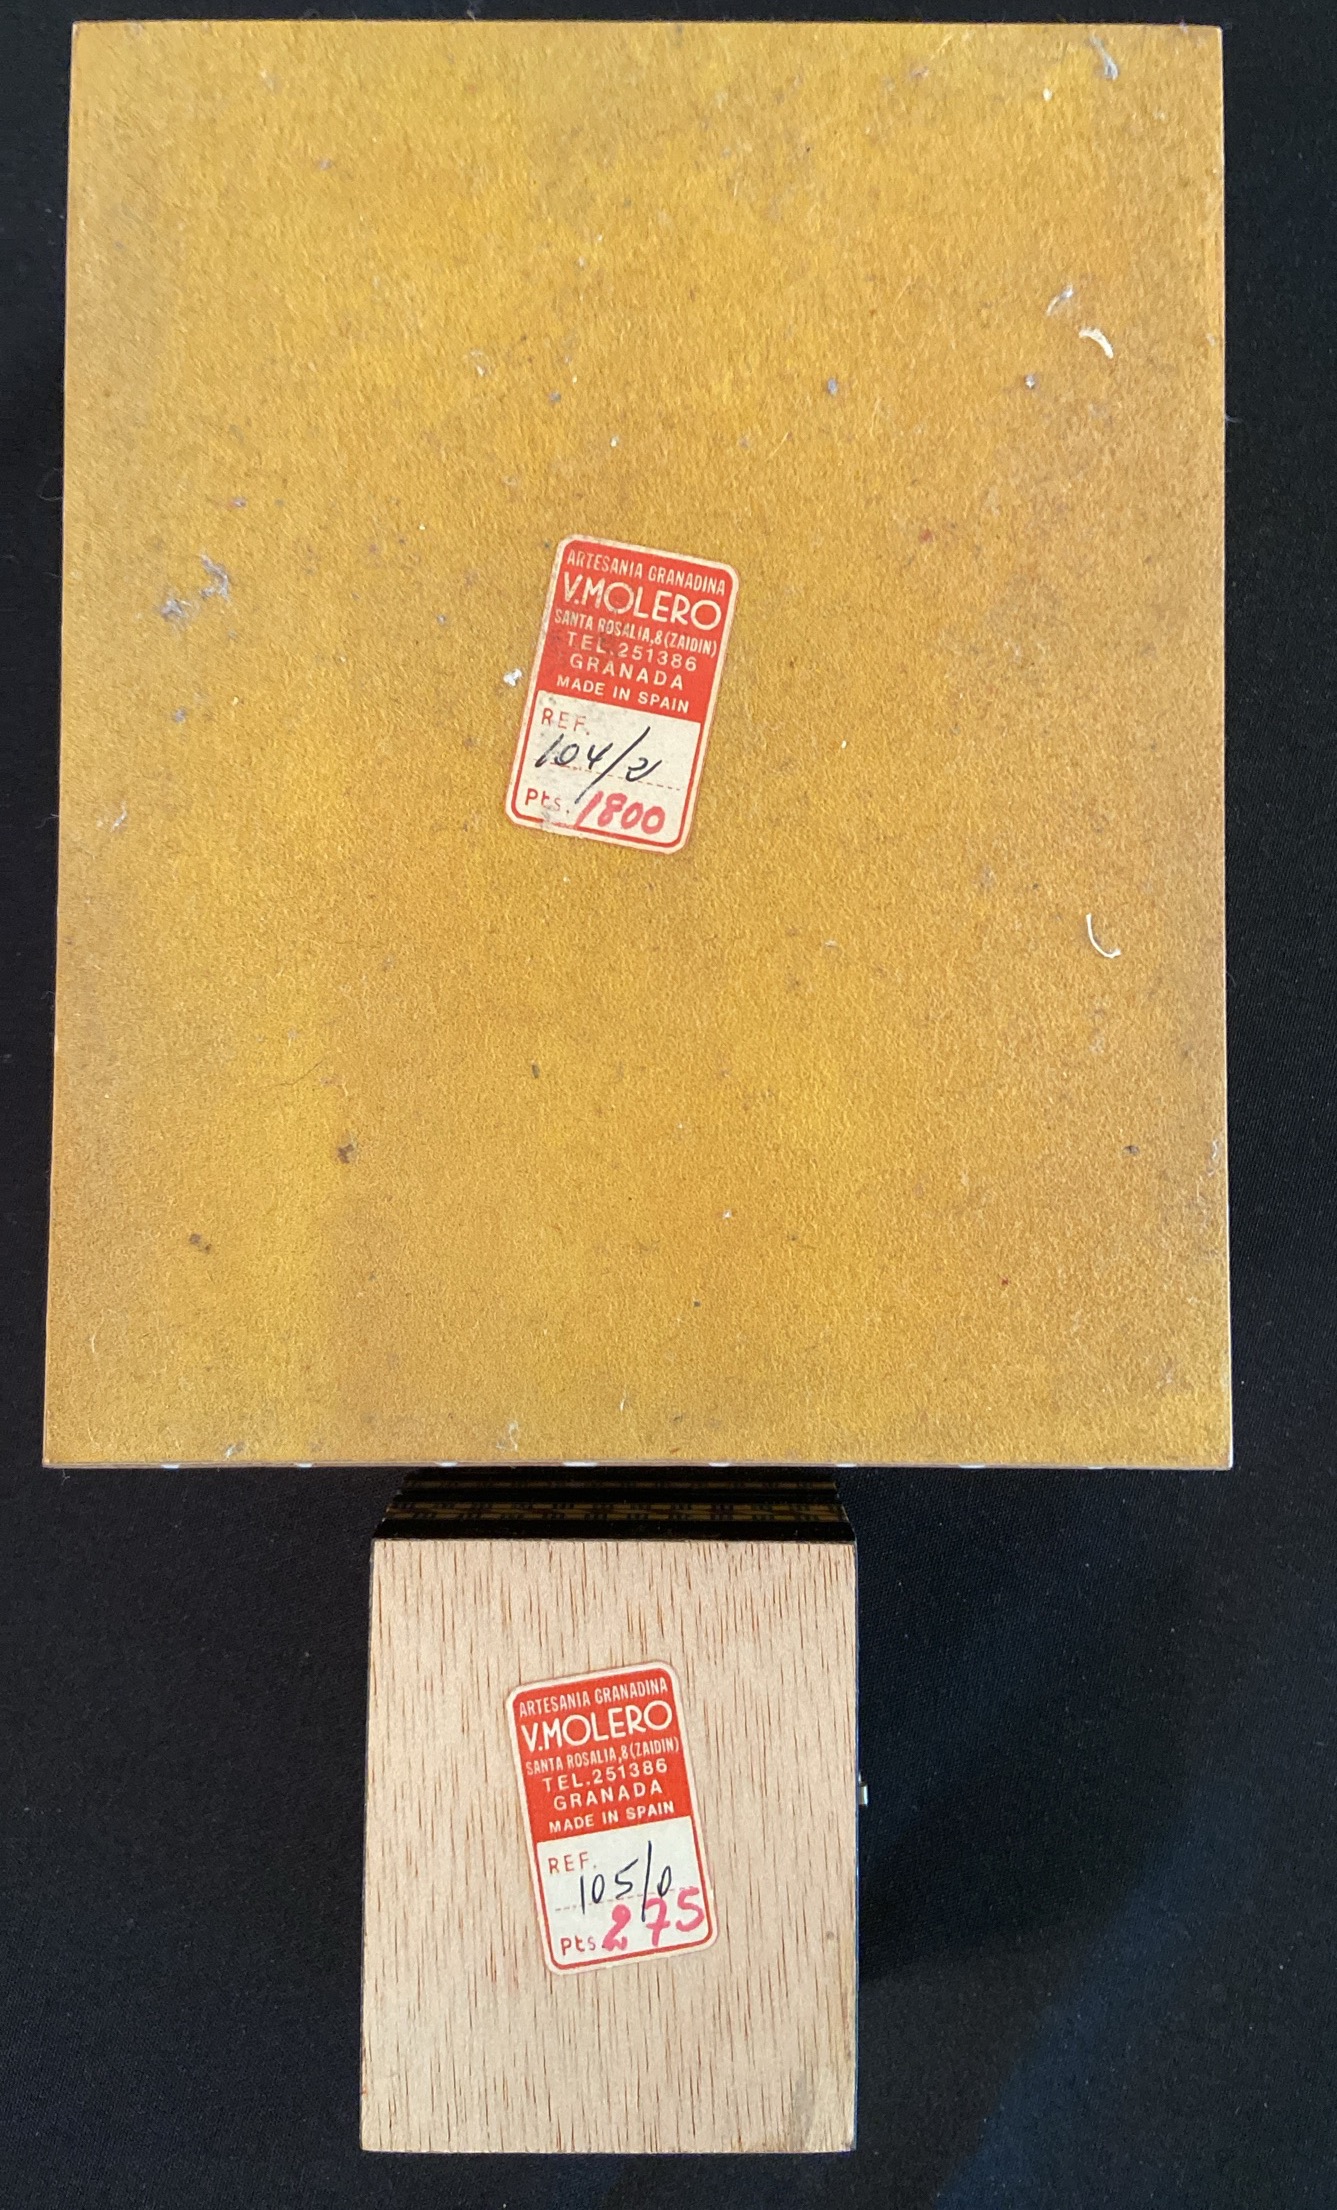 ARTESANIA GRANADINA
V.MOLERO
SANTA ROSALIA,8(ZAIDIN)
TEL.251386
GRANADA
MADE IN SPAIN
REF.
104/2
Pts. 1800
ARTESANIA GRANADINA
V.MOLERO
SANTA ROSALIA,8(ZAIDIN)
TEL.251386
GRANADA
MADE IN SPAIN
REF.
105/0
Pts. 275